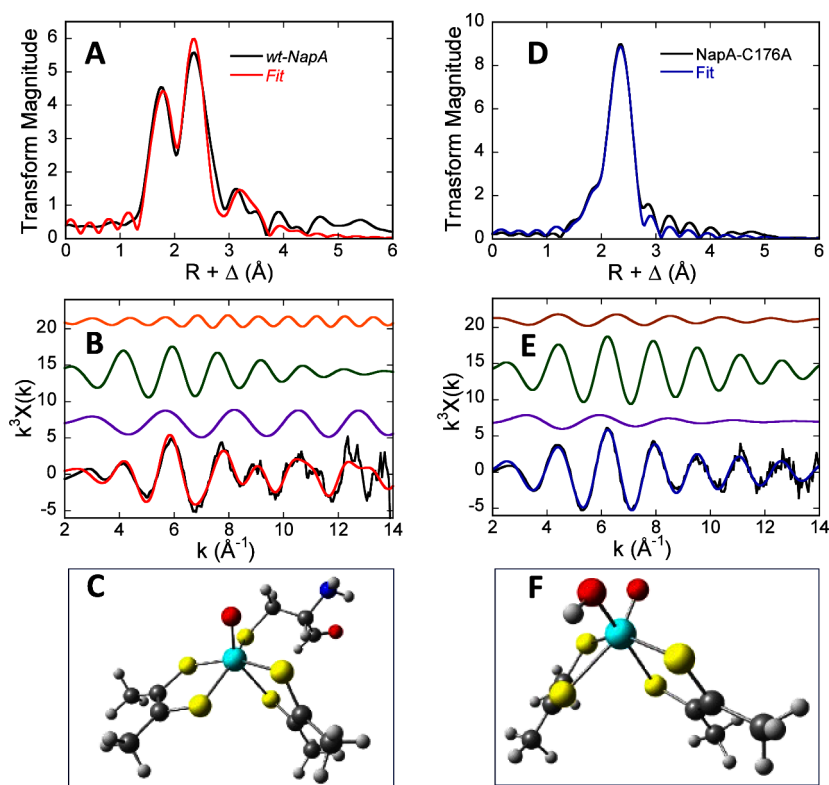 A
wt-NapA
Fit
Transform Magnitude
6
5
4
3
2
1
0
0 1 2 3 4 5 6
R + Δ (Å)
D
NapA-C176A
Fit
Trnasform Magnitude
10
8
6
4
2
0
0 1 2 3 4 5 6
R + Δ (Å)
B
k³X(k)
20
15
10
5
0
-5
2 4 6 8 10 12 14
k (Å⁻¹)
E
k³X(k)
20
15
10
5
0
-5
2 4 6 8 10 12 14
k (Å⁻¹)
C
F